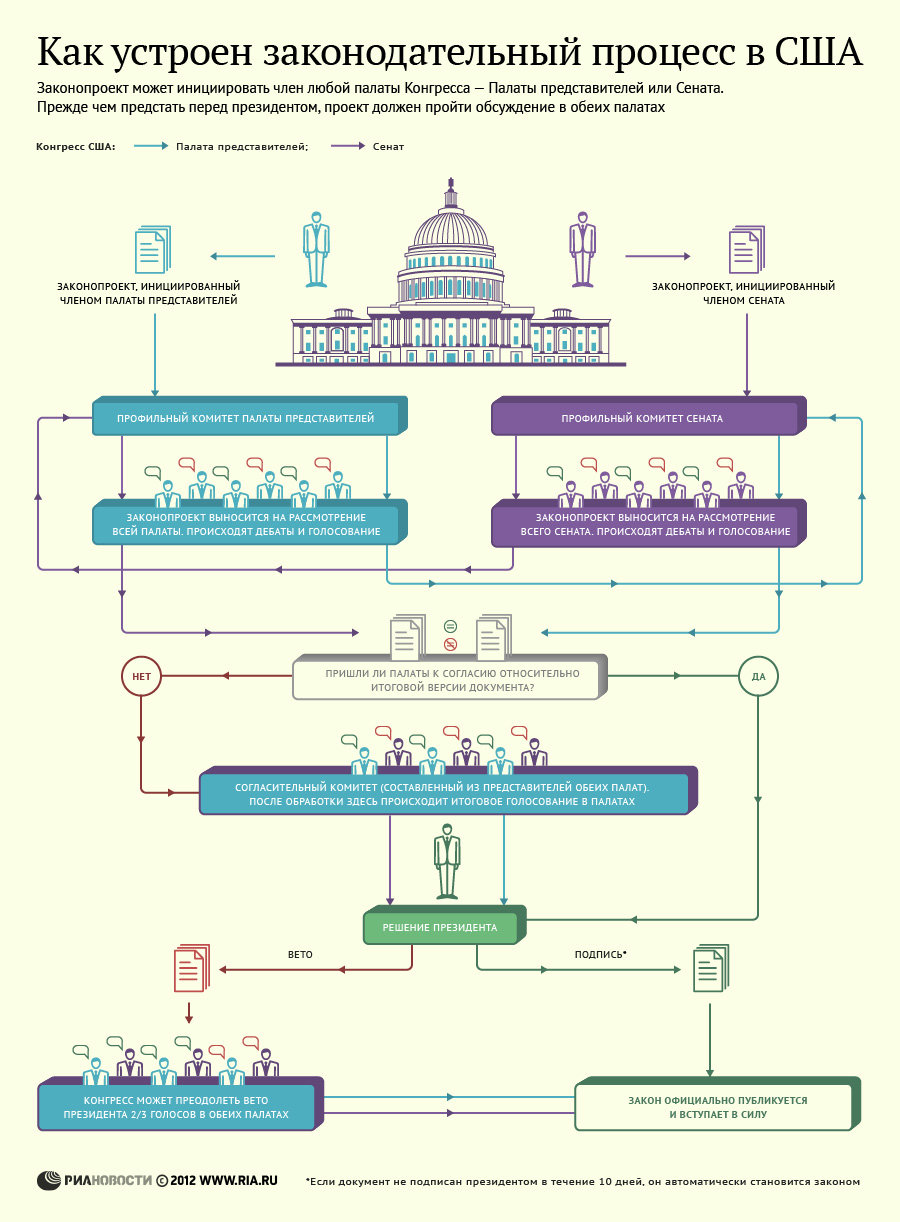 Как устроен законодательный процесс в США
Законопроект может инициировать член любой палаты Конгресса — Палаты представителей или Сената.
Прежде чем предстать перед президентом, проект должен пройти обсуждение в обеих палатах
Конгресс США: Палата представителей; Сенат
ЗАКОНОПРОЕКТ, ИНИЦИИРОВАННЫЙ
ЧЛЕНОМ ПАЛАТЫ ПРЕДСТАВИТЕЛЕЙ
ЗАКОНОПРОЕКТ, ИНИЦИИРОВАННЫЙ
ЧЛЕНОМ СЕНАТА
ПРОФИЛЬНЫЙ КОМИТЕТ ПАЛАТЫ ПРЕДСТАВИТЕЛЕЙ
ПРОФИЛЬНЫЙ КОМИТЕТ СЕНАТА
ЗАКОНОПРОЕКТ ВЫНОСИТСЯ НА РАССМОТРЕНИЕ
ВСЕЙ ПАЛАТЫ. ПРОИСХОДЯТ ДЕБАТЫ И ГОЛОСОВАНИЕ
ЗАКОНОПРОЕКТ ВЫНОСИТСЯ НА РАССМОТРЕНИЕ
ВСЕГО СЕНАТА. ПРОИСХОДЯТ ДЕБАТЫ И ГОЛОСОВАНИЕ
НЕТ
ПРИШЛИ ЛИ ПАЛАТЫ К СОГЛАСИЮ ОТНОСИТЕЛЬНО
ИТОГОВОЙ ВЕРСИИ ДОКУМЕНТА?
ДА
СОГЛАСИТЕЛЬНЫЙ КОМИТЕТ (СОСТАВЛЕННЫЙ ИЗ ПРЕДСТАВИТЕЛЕЙ ОБЕИХ ПАЛАТ).
ПОСЛЕ ОБРАБОТКИ ЗДЕСЬ ПРОИСХОДИТ ИТОГОВОЕ ГОЛОСОВАНИЕ В ПАЛАТАХ
РЕШЕНИЕ ПРЕЗИДЕНТА
ВЕТО
ПОДПИСЬ*
КОНГРЕСС МОЖЕТ ПРЕОДОЛЕТЬ ВЕТО
ПРЕЗИДЕНТА 2/3 ГОЛОСОВ В ОБЕИХ ПАЛАТАХ
ЗАКОН ОФИЦИАЛЬНО ПУБЛИКУЕТСЯ
И ВСТУПАЕТ В СИЛУ
РИАНОВОСТИ © 2012 WWW.RIA.RU
*Если документ не подписан президентом в течение 10 дней, он автоматически становится законом